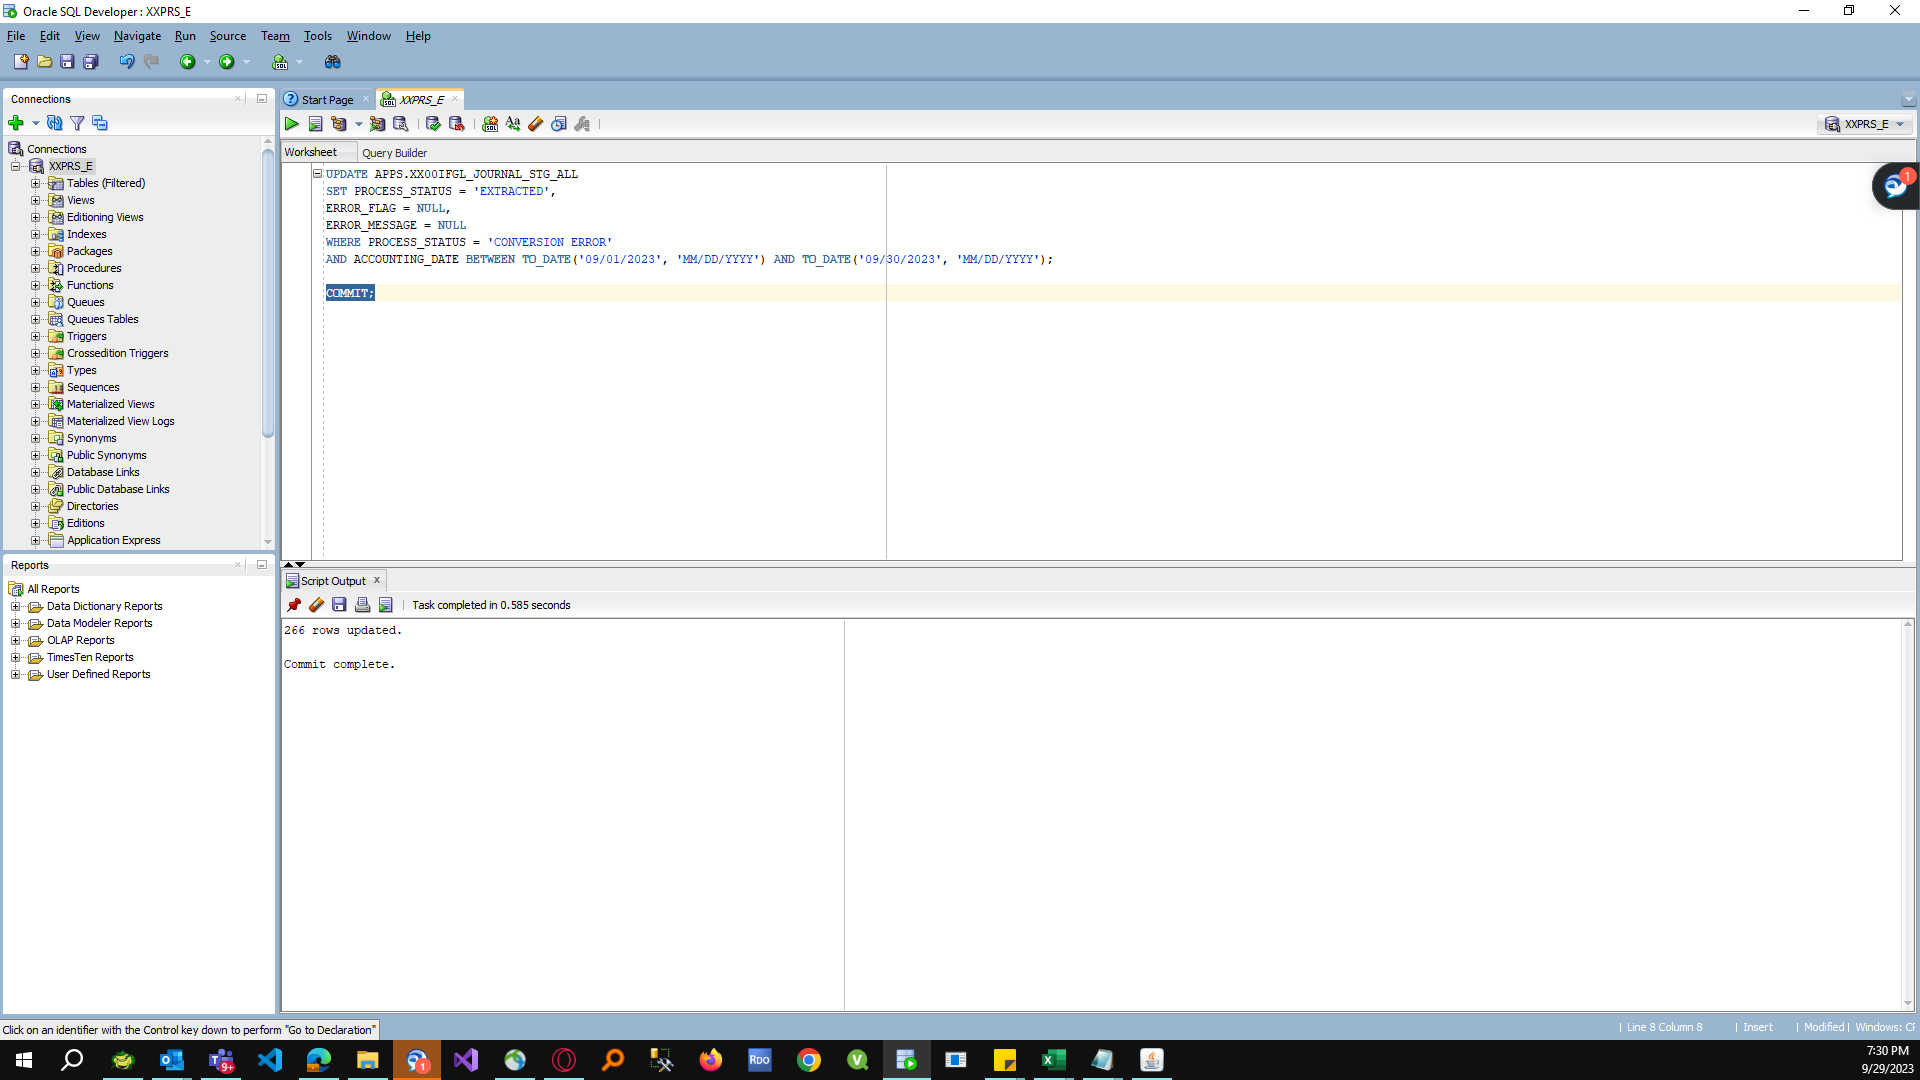 Oracle SQL Developer : XXPRS_E
File Edit View Navigate Run Source Team Tools Window Help
Connections
Start Page
XXPRS_E
XXPRS_E
Connections
XXPRS_E
Tables (Filtered)
Views
Editioning Views
Indexes
Packages
Procedures
Functions
Queues
Queues Tables
Triggers
Crossedition Triggers
Types
Sequences
Materialized Views
Materialized View Logs
Synonyms
Public Synonyms
Database Links
Public Database Links
Directories
Editions
Application Express
Worksheet Query Builder
UPDATE APPS.XX00IFGL_JOURNAL_STG_ALL
SET PROCESS_STATUS = 'EXTRACTED',
ERROR_FLAG = NULL,
ERROR_MESSAGE = NULL
WHERE PROCESS_STATUS = 'CONVERSION ERROR'
AND ACCOUNTING_DATE BETWEEN TO_DATE('09/01/2023', 'MM/DD/YYYY') AND TO_DATE('09/30/2023', 'MM/DD/YYYY');
COMMIT;
1
Reports
All Reports
Data Dictionary Reports
Data Modeler Reports
OLAP Reports
TimesTen Reports
User Defined Reports
Script Output
Task completed in 0.585 seconds
266 rows updated.
Commit complete.
Click on an identifier with the Control key down to perform "Go to Declaration"
Line 8 Column 8 Insert Modified Windows: CF
9+
1
RDO
7:30 PM
9/29/2023